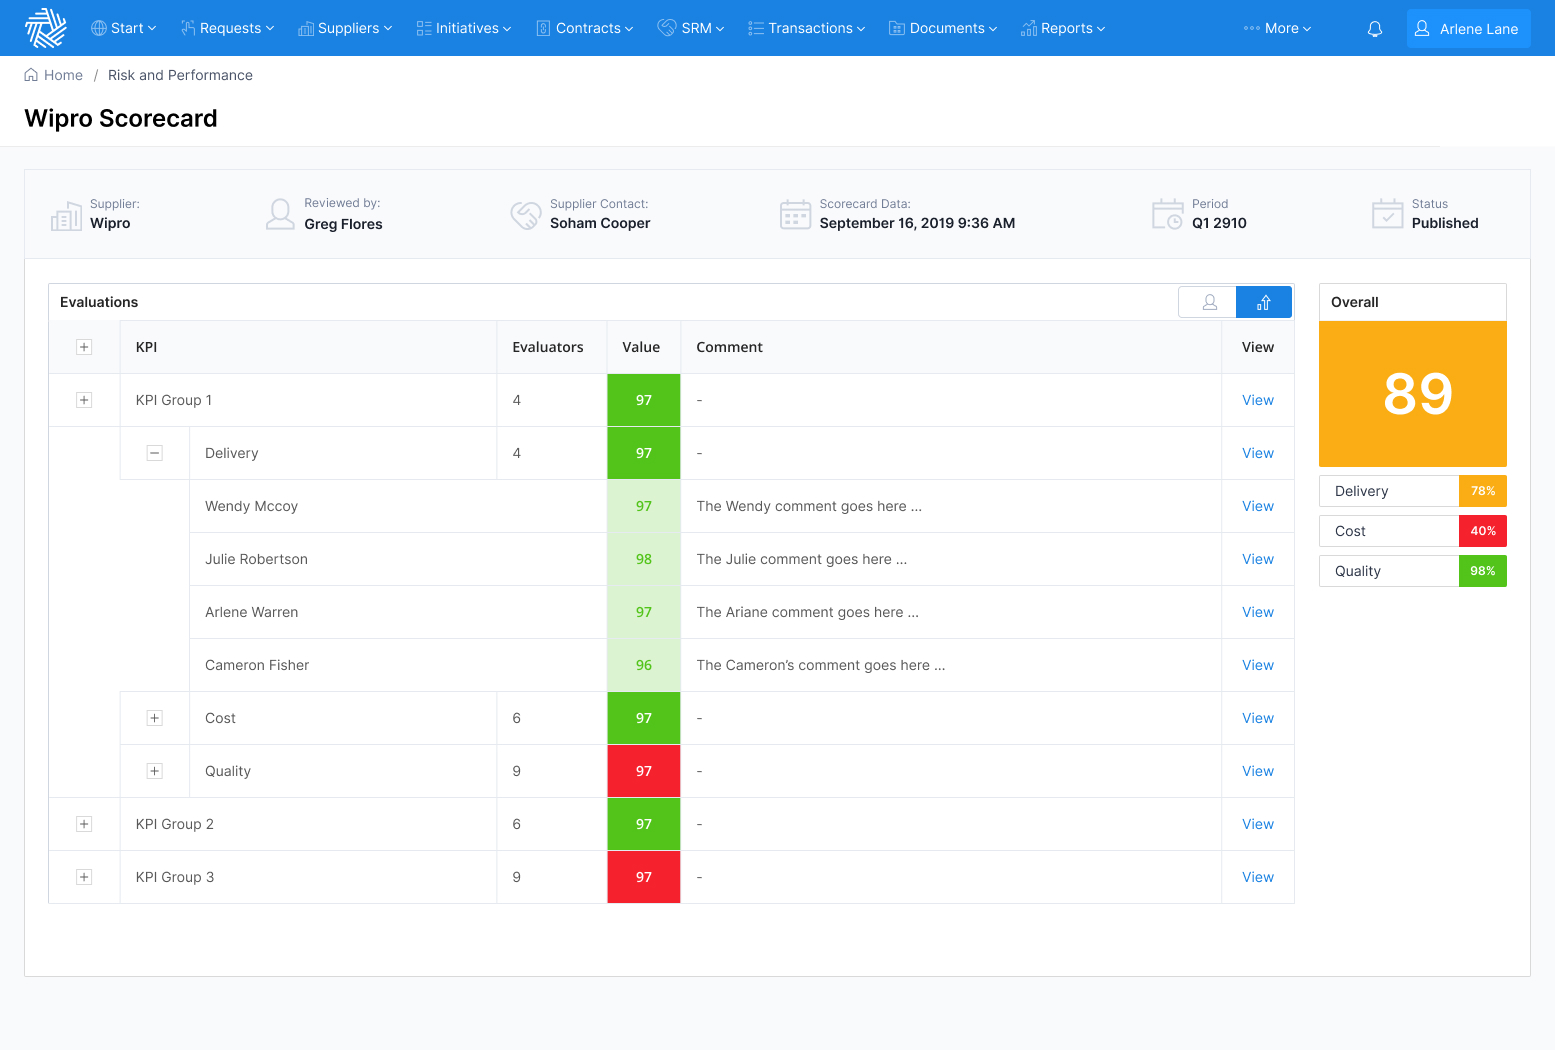 Start Requests Suppliers Initiatives Contracts SRM Transactions Documents Reports More Arlene Lane
Home / Risk and Performance
Wipro Scorecard
Supplier: Reviewed by: Supplier Contact: Scorecard Data: Period Status
Wipro Greg Flores Soham Cooper September 16, 2019 9:36 AM Q1 2910 Published
Evaluations
KPI Evaluators Value Comment View
KPI Group 1 4 97 - View
Delivery 4 97 - View
Wendy Mccoy 97 The Wendy comment goes here ... View
Julie Robertson 98 The Julie comment goes here ... View
Arlene Warren 97 The Ariane comment goes here ... View
Cameron Fisher 96 The Cameron’s comment goes here ... View
Cost 6 97 - View
Quality 9 97 - View
KPI Group 2 6 97 - View
KPI Group 3 9 97 - View
Overall
89
Delivery 78%
Cost 40%
Quality 98%